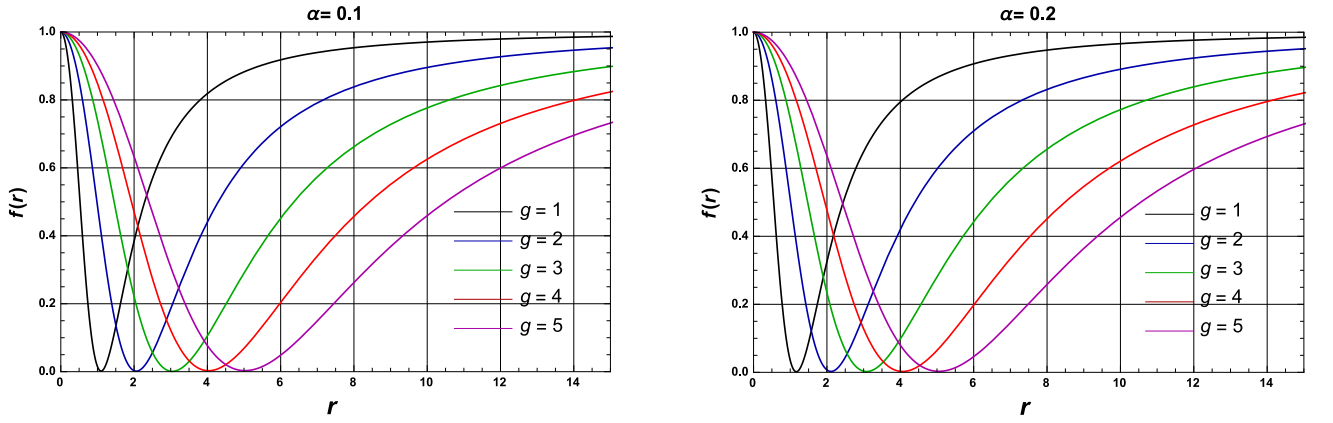 α= 0.1
f(r)
1.0
0.8
0.6
0.4
0.2
0.0
0 2 4 6 8 10 12 14
r
g = 1
g = 2
g = 3
g = 4
g = 5
α= 0.2
f(r)
1.0
0.8
0.6
0.4
0.2
0.0
0 2 4 6 8 10 12 14
r
g = 1
g = 2
g = 3
g = 4
g = 5